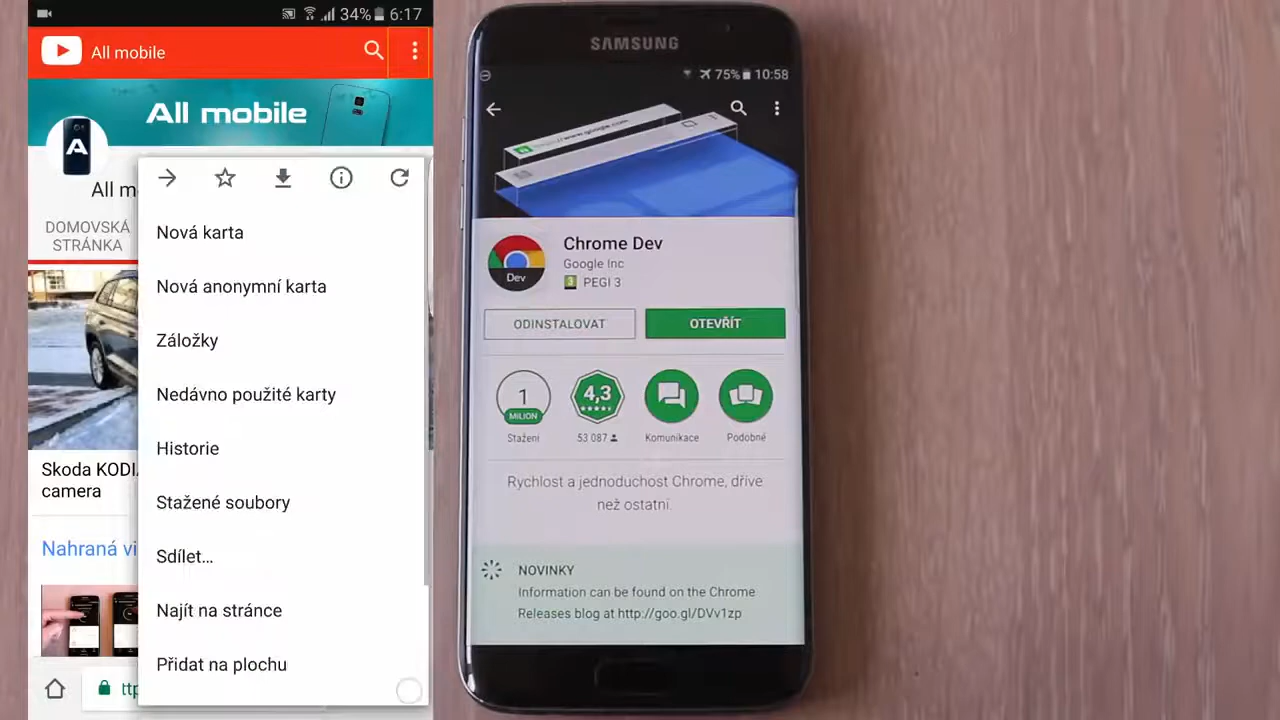 34% 6:17
All mobile
All mobile
A
All m
DOMOVSKÁ
STRÁNKA
Skoda KODI
camera
Nahraná vi
ttp
Nová karta
Nová anonymní karta
Záložky
Nedávno použité karty
Historie
Stažené soubory
Sdílet…
Najít na stránce
Přidat na plochu
SAMSUNG
75% 10:58
Chrome Dev
Google Inc
3 PEGI 3
Dev
ODINSTALOVAT
OTEVŘÍT
1
MILION
4,3
Stažení
53 087
Komunikace
Podobné
Rychlost a jednoduchost Chrome, dříve
než ostatní.
NOVINKY
Information can be found on the Chrome
Releases blog at http://goo.gl/DVv1zp